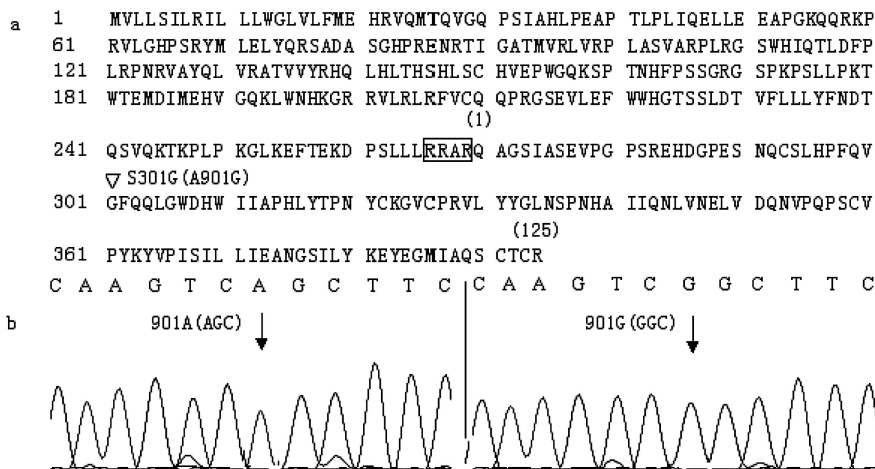 a
1 MVLLSILRIL LLWGLVLFME HRVQMTQVGQ PSIAHLPEAP TLPLIQELLE EAPGKQQRKP
61 RVLGHPSRYM LELYQRSADA SGHPRENRTI GATMVRLVRP LASVARPLRG SWHIQTLDFP
121 LRPNRVAYQL VRATVVYRHQ LHLTHSHLSC HVEPWGQKSP TNHFPSSGRG SPKPSLLPKT
181 WTEMDIMEHV GQKLWNHKGR RVLRLRFVCQ QPRGSEVLEF WWHGTSSLDT VFLLLYFNDT
(1)
241 QSVQKTKPLP KGLKEFTEKD PSLLLRRARQ AGSIASEVPG PSREHDGPES NQCSLHPFQV
▽ S301G(A901G)
301 GFQQLGWDHW IIAPHLYTPN YCKGVCPRVL YYGLNSPNHA IIQNLVNELV DQNVPQPSCV
(125)
361 PYKYVPISIL LIEANGSILY KEYEGMIAQS CTCR
C A A G T C A G C T T C C A A G T C G G C T T C
b
901A(AGC) 901G(GGC)